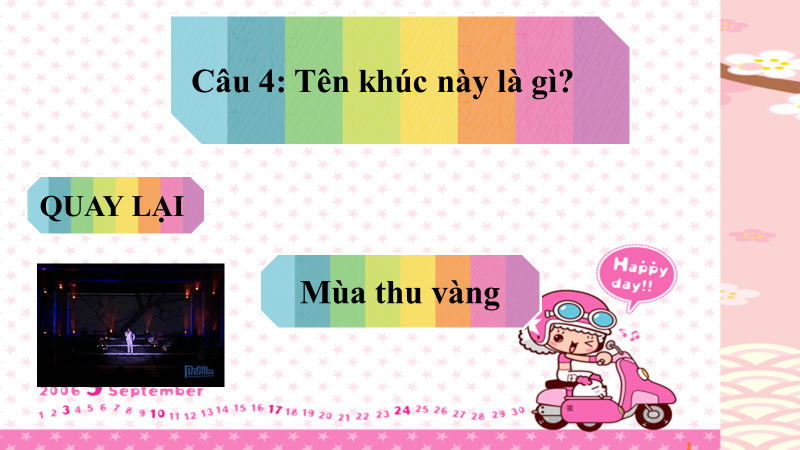 Câu 4: Tên khúc này là gì?
QUAY LẠI
Mùa thu vàng
Happy
day!!
2006 September
1 2 3 4 5 6 7 8 9 10 11 12 13 14 15 16 17 18 19 20 21 22 23 24 25 26 27 28 29 30